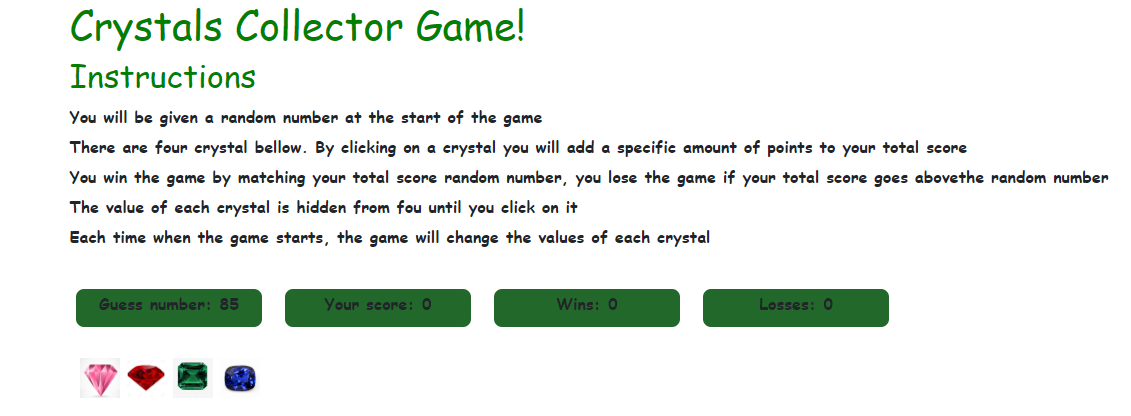 Crystals Collector Game!
Instructions
You will be given a random number at the start of the game
There are four crystal bellow. By clicking on a crystal you will add a specific amount of points to your total score
You win the game by matching your total score random number, you lose the game if your total score goes abovethe random number
The value of each crystal is hidden from fou until you click on it
Each time when the game starts, the game will change the values of each crystal
Guess number: 85 Your score: 0 Wins: 0 Losses: 0